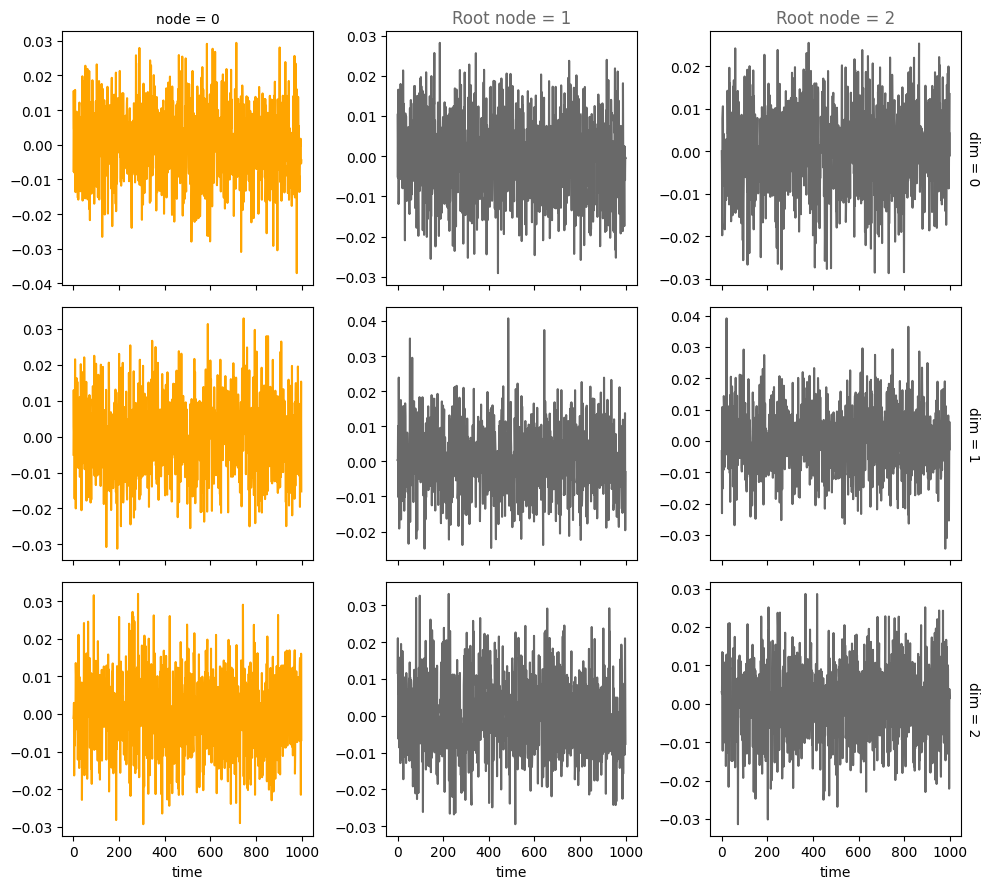 node = 0 Root node = 1 Root node = 2
0.03 0.02 0.01 0.00 −0.01 −0.02 −0.03 −0.04
0.03 0.02 0.01 0.00 −0.01 −0.02 −0.03
0.02 0.01 0.00 −0.01 −0.02 −0.03
dim = 0
0.03 0.02 0.01 0.00 −0.01 −0.02 −0.03
0.04 0.03 0.02 0.01 0.00 −0.01 −0.02
0.04 0.03 0.02 0.01 0.00 −0.01 −0.02 −0.03
dim = 1
0.03 0.02 0.01 0.00 −0.01 −0.02 −0.03
0.03 0.02 0.01 0.00 −0.01 −0.02 −0.03
0.03 0.02 0.01 0.00 −0.01 −0.02 −0.03
dim = 2
0 200 400 600 800 1000 0 200 400 600 800 1000 0 200 400 600 800 1000
time time time